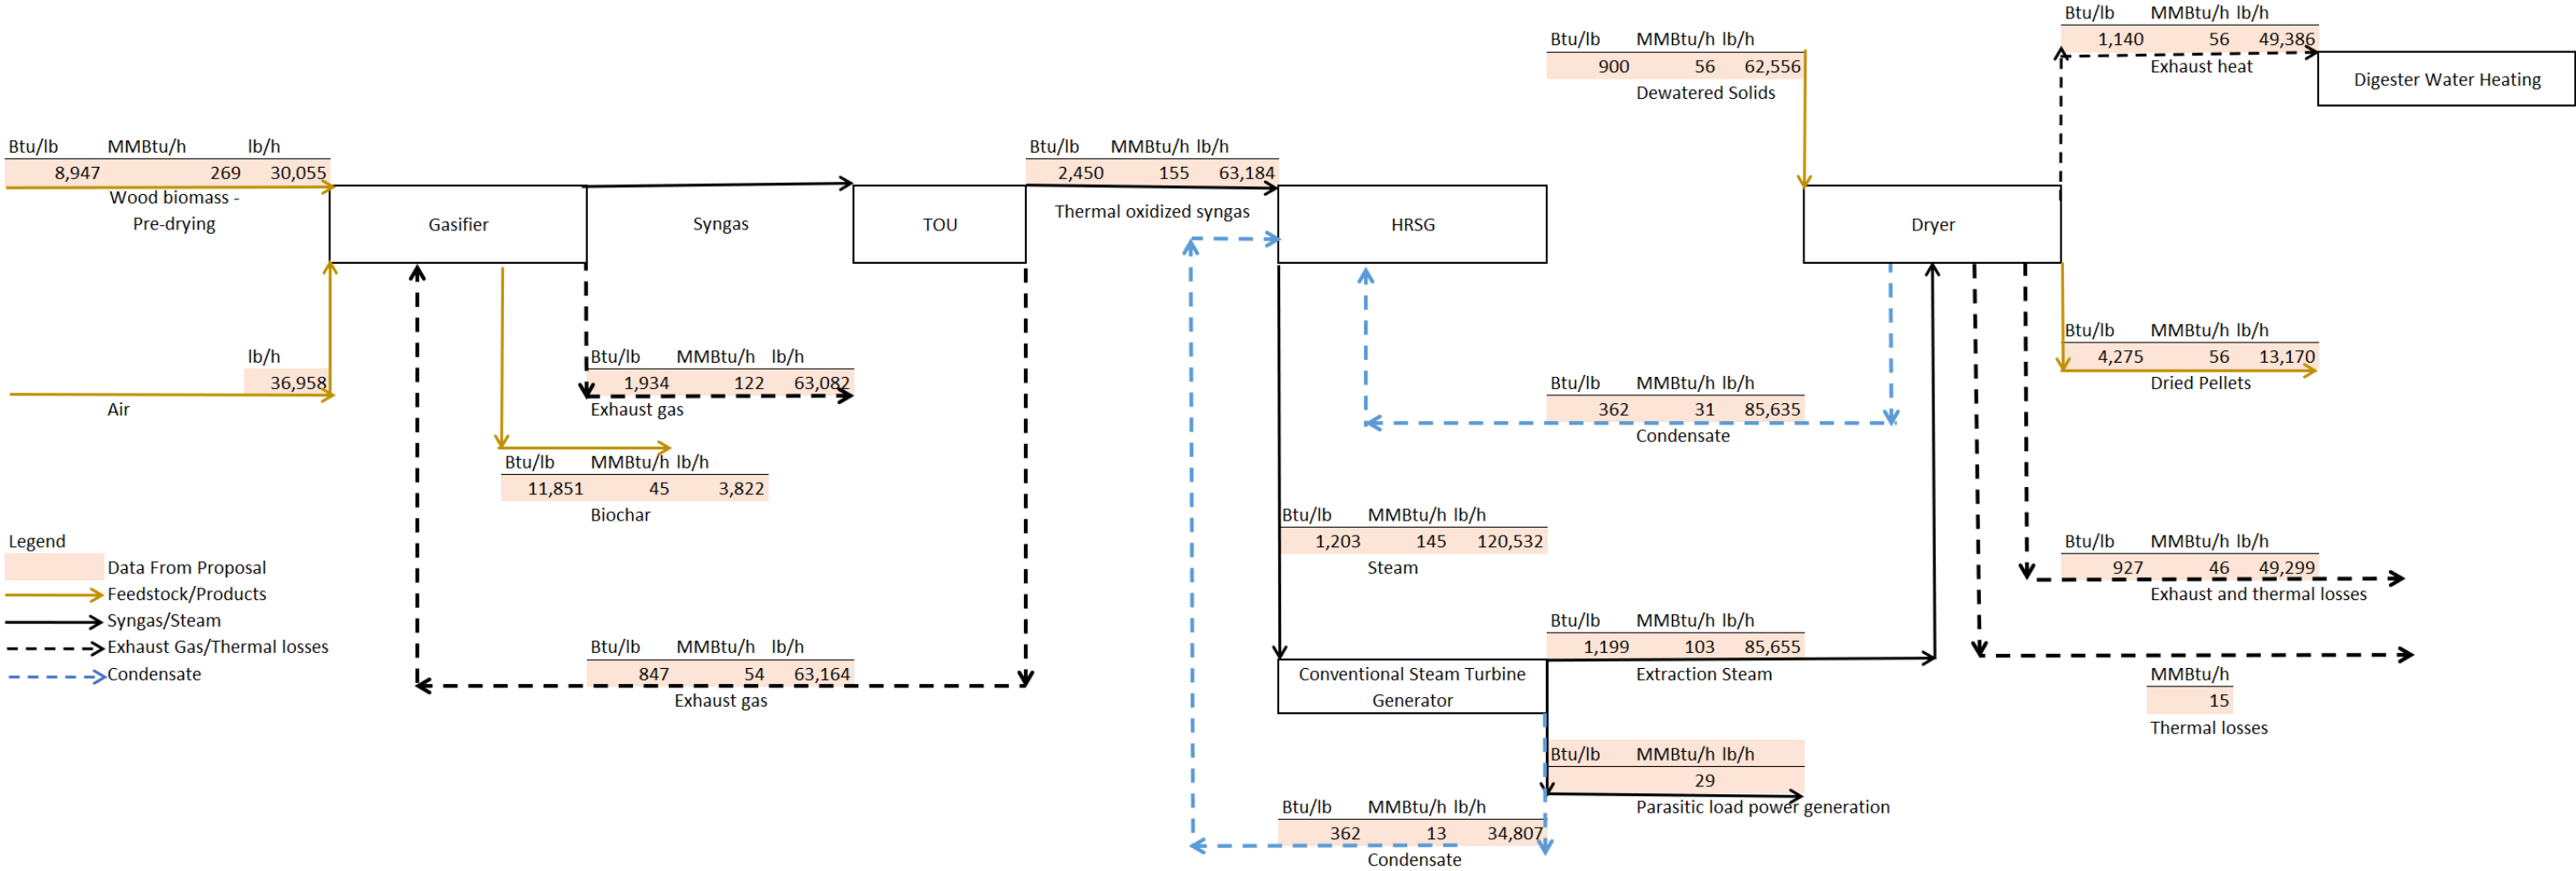 Btu/lb MMBtu/h lb/h
1,140 56 49,386
Exhaust heat
Digester Water Heating
Btu/lb MMBtu/h lb/h
900 56 62,556
Dewatered Solids
Btu/lb MMBtu/h lb/h
8,947 269 30,055
Wood biomass -
Pre-drying
Btu/lb MMBtu/h lb/h
2,450 155 63,184
Thermal oxidized syngas
Gasifier
Syngas
TOU
HRSG
Dryer
lb/h
36,958
Air
Btu/lb MMBtu/h lb/h
1,934 122 63,082
Exhaust gas
Btu/lb MMBtu/h lb/h
362 31 85,635
Condensate
Btu/lb MMBtu/h lb/h
4,275 56 13,170
Dried Pellets
Btu/lb MMBtu/h lb/h
11,851 45 3,822
Biochar
Btu/lb MMBtu/h lb/h
1,203 145 120,532
Steam
Btu/lb MMBtu/h lb/h
927 46 49,299
Exhaust and thermal losses
Legend
Data From Proposal
Feedstock/Products
Syngas/Steam
Exhaust Gas/Thermal losses
Condensate
Btu/lb MMBtu/h lb/h
847 54 63,164
Exhaust gas
Conventional Steam Turbine
Generator
Btu/lb MMBtu/h lb/h
1,199 103 85,655
Extraction Steam
MMBtu/h
15
Thermal losses
Btu/lb MMBtu/h lb/h
29
Parasitic load power generation
Btu/lb MMBtu/h lb/h
362 13 34,807
Condensate